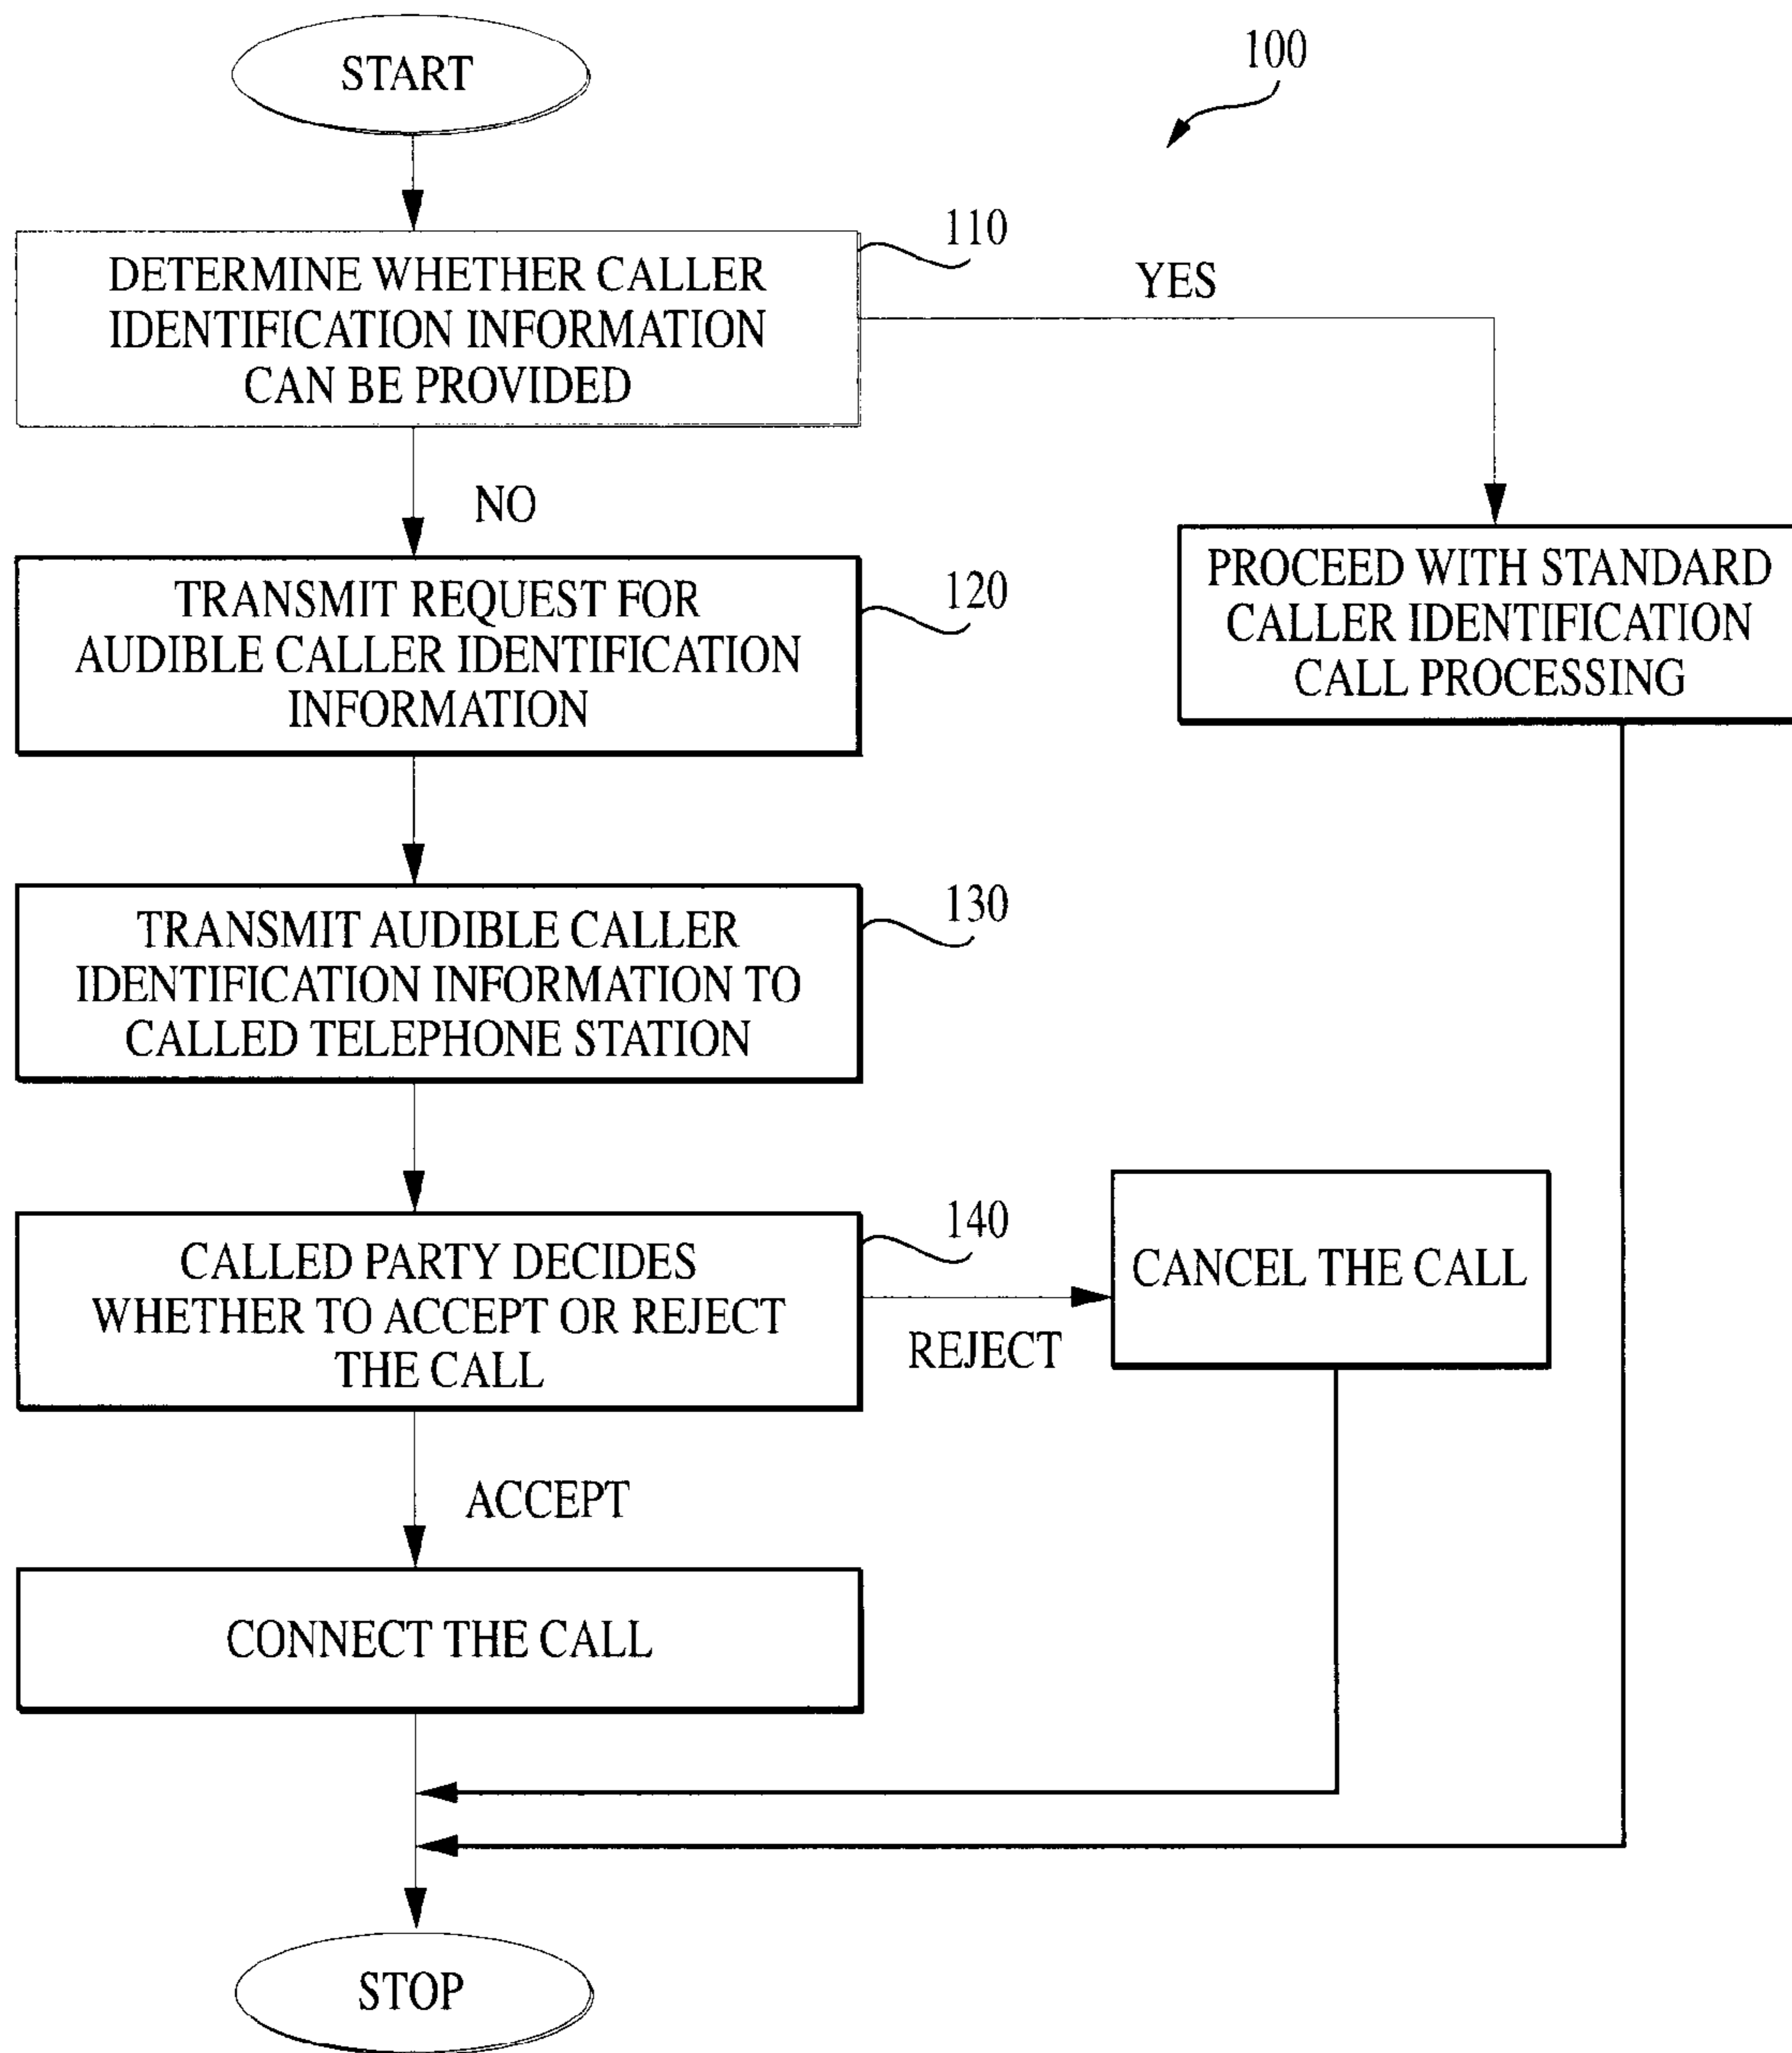 START
100
DETERMINE WHETHER CALLER
IDENTIFICATION INFORMATION
CAN BE PROVIDED
110
YES
NO
TRANSMIT REQUEST FOR
AUDIBLE CALLER IDENTIFICATION
INFORMATION
120
PROCEED WITH STANDARD
CALLER IDENTIFICATION
CALL PROCESSING
TRANSMIT AUDIBLE CALLER
IDENTIFICATION INFORMATION TO
CALLED TELEPHONE STATION
130
CALLED PARTY DECIDES
WHETHER TO ACCEPT OR REJECT
THE CALL
140
REJECT
CANCEL THE CALL
ACCEPT
CONNECT THE CALL
STOP